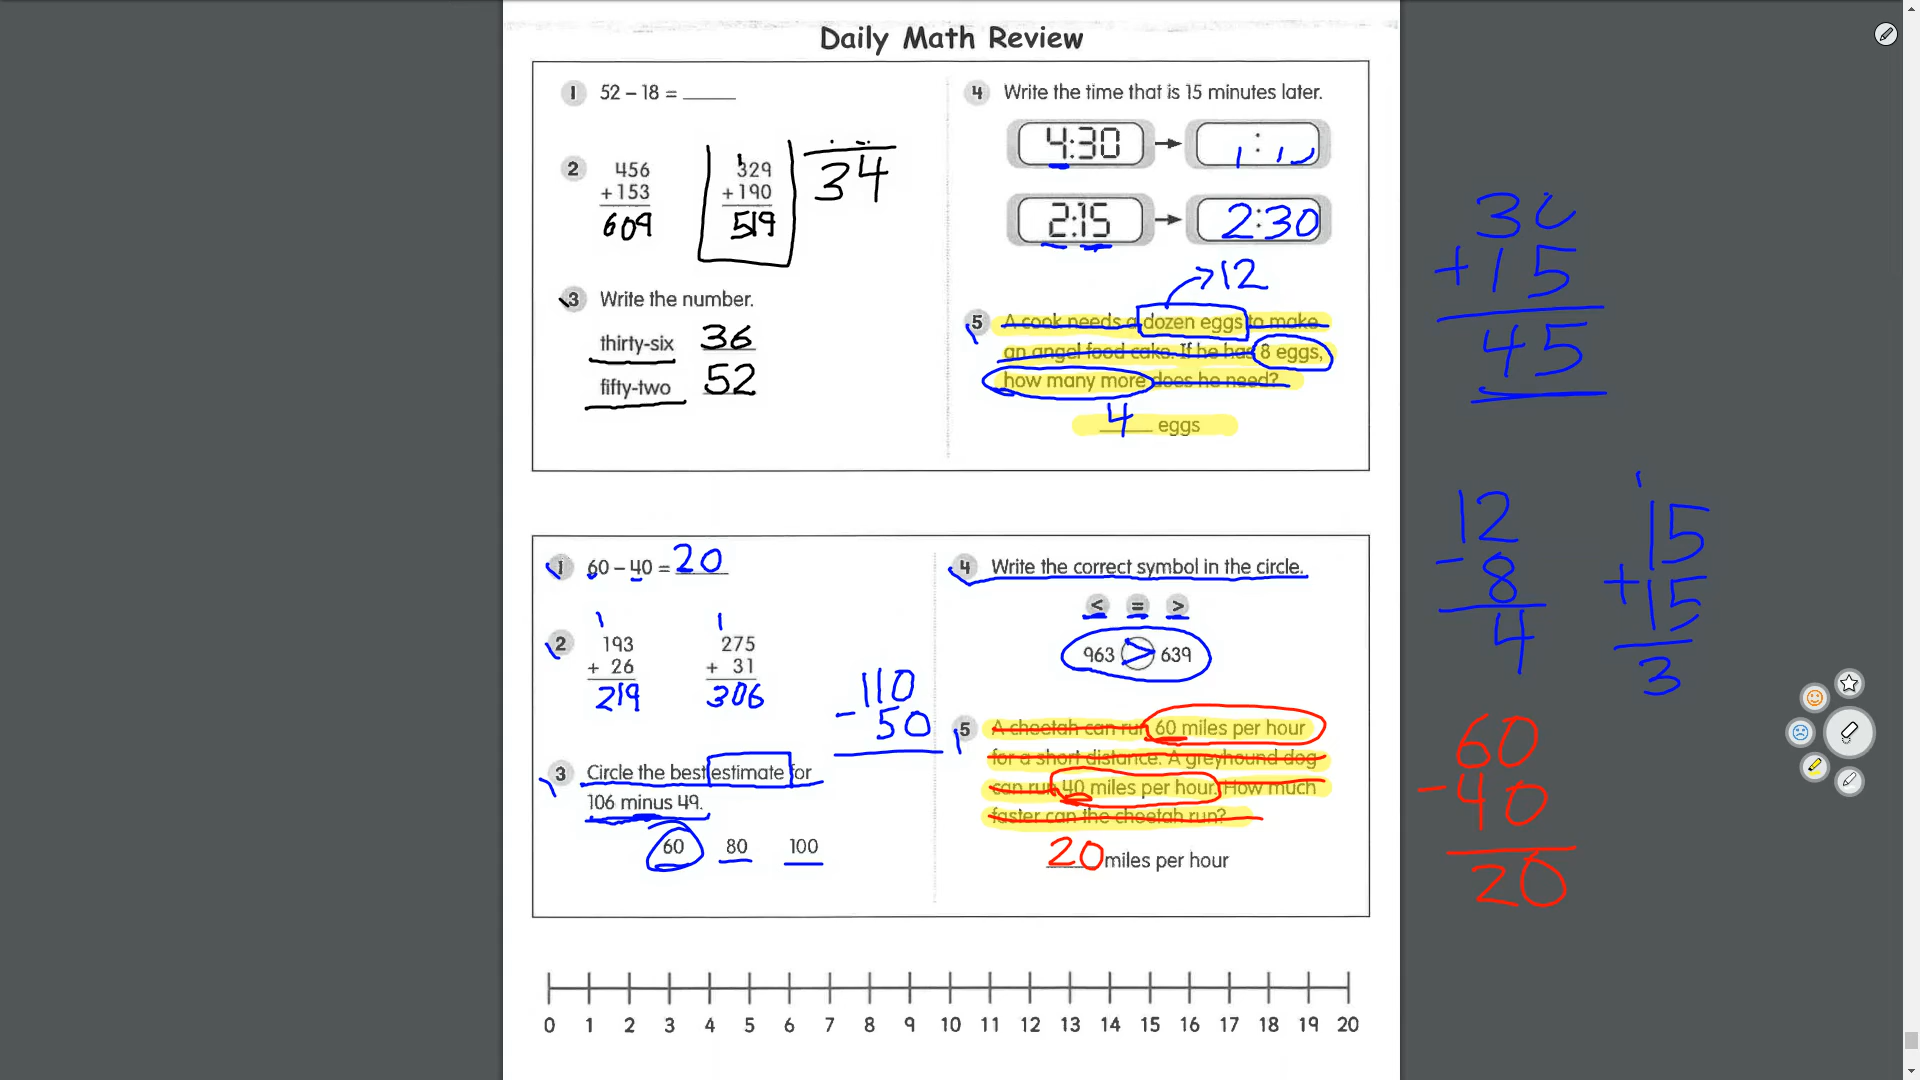 Daily Math Review
1 52 – 18 = ____
2 456
+ 153
609
329
+ 190
519
34
3 Write the number.
thirty-six 36
fifty-two 52
4 Write the time that is 15 minutes later.
4:30
2:15 2:30
12
5 A cook needs a dozen eggs to make
an angel food cake. If he has 8 eggs,
how many more does he need?
4 eggs
1 60 – 40 = 20
2 1
193
+ 26
219
1
275
+ 31
306
110
- 50
3 Circle the best estimate for
106 minus 49.
60 80 100
4 Write the correct symbol in the circle.
< = >
963 > 639
5 A cheetah can run 60 miles per hour
for a short distance. A greyhound dog
can run 40 miles per hour. How much
faster can the cheetah run?
20 miles per hour
0 1 2 3 4 5 6 7 8 9 10 11 12 13 14 15 16 17 18 19 20
+ 15
45
12
- 8
4
1
15
+ 15
3
60
- 40
20